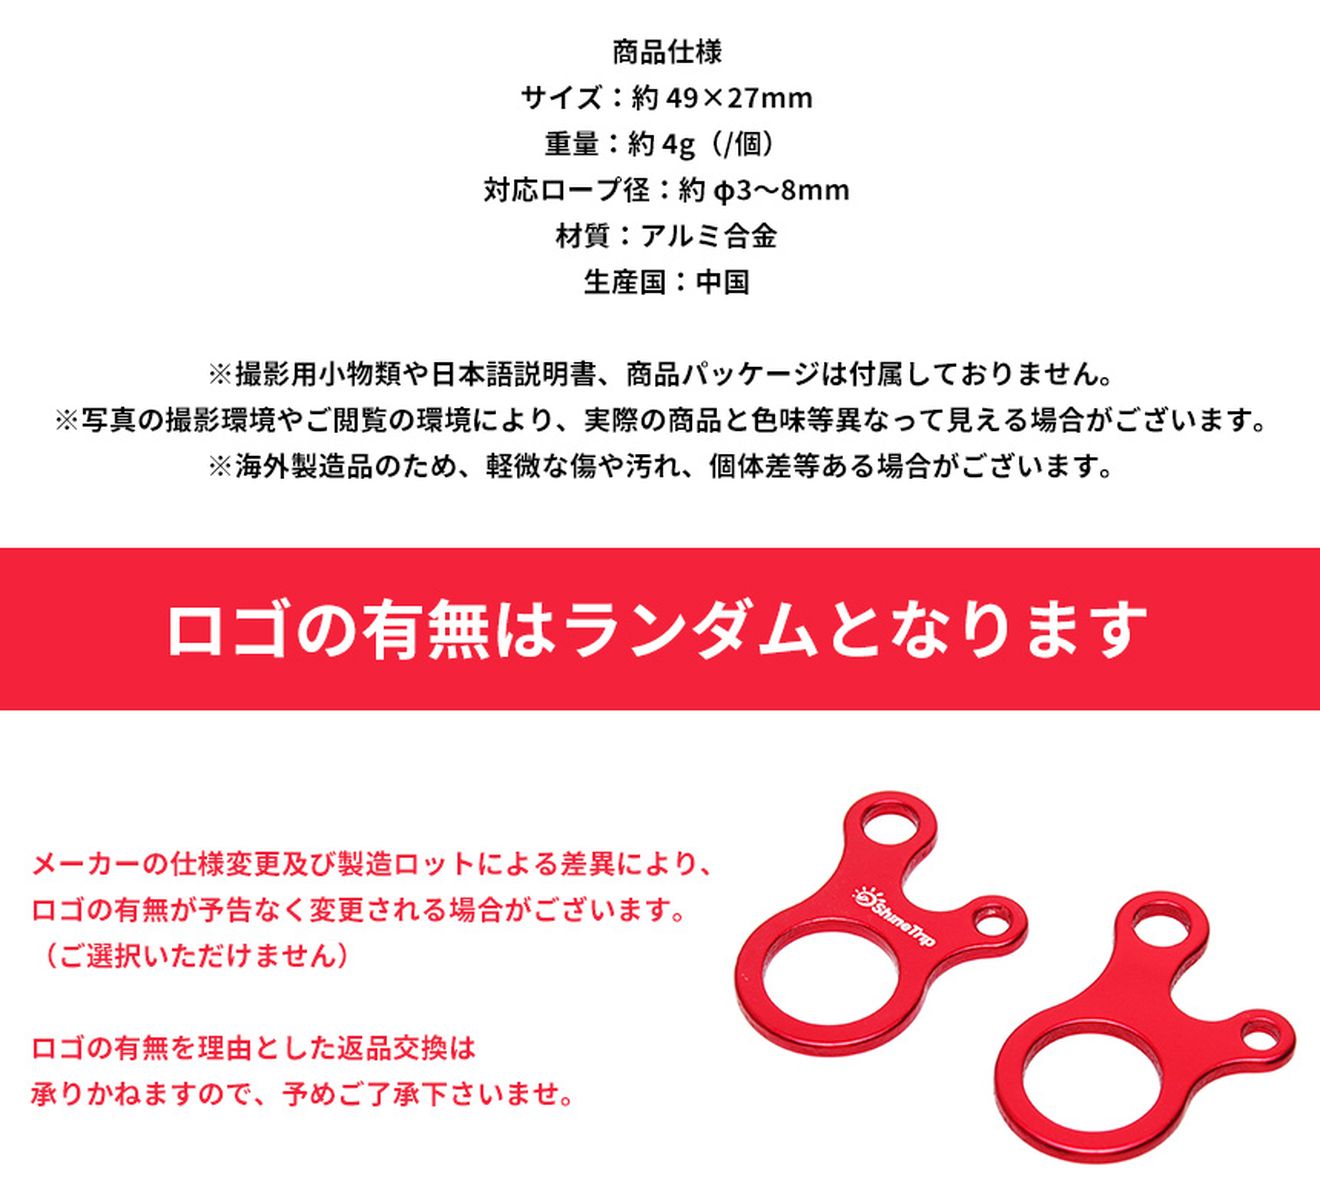 商品仕様
サイズ：約 49×27mm
重量：約 4g（/個）
対応ロープ径：約 φ3〜8mm
材質：アルミ合金
生産国：中国
※撮影用小物類や日本語説明書、商品パッケージは付属しておりません。
※写真の撮影環境やご閲覧の環境により、実際の商品と色味等異なって見える場合がございます。
※海外製造品のため、軽微な傷や汚れ、個体差等ある場合がございます。
ロゴの有無はランダムとなります
メーカーの仕様変更及び製造ロットによる差異により、
ロゴの有無が予告なく変更される場合がございます。
（ご選択いただけません）
ロゴの有無を理由とした返品交換は
承りかねますので、予めご了承下さいませ。
ShineTrip